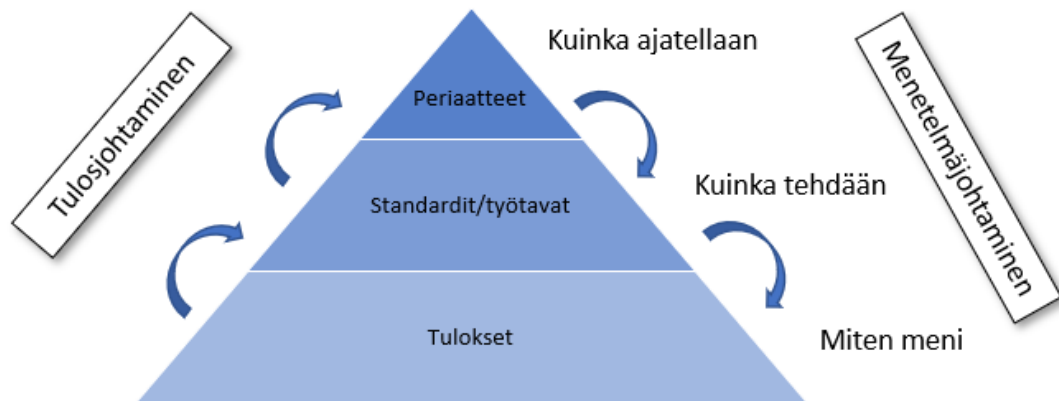 Kuinka ajatellaan
Tulosjohtaminen
Menetelmäjohtaminen
Periaatteet
Kuinka tehdään
Standardit/työtavat
Tulokset
Miten meni